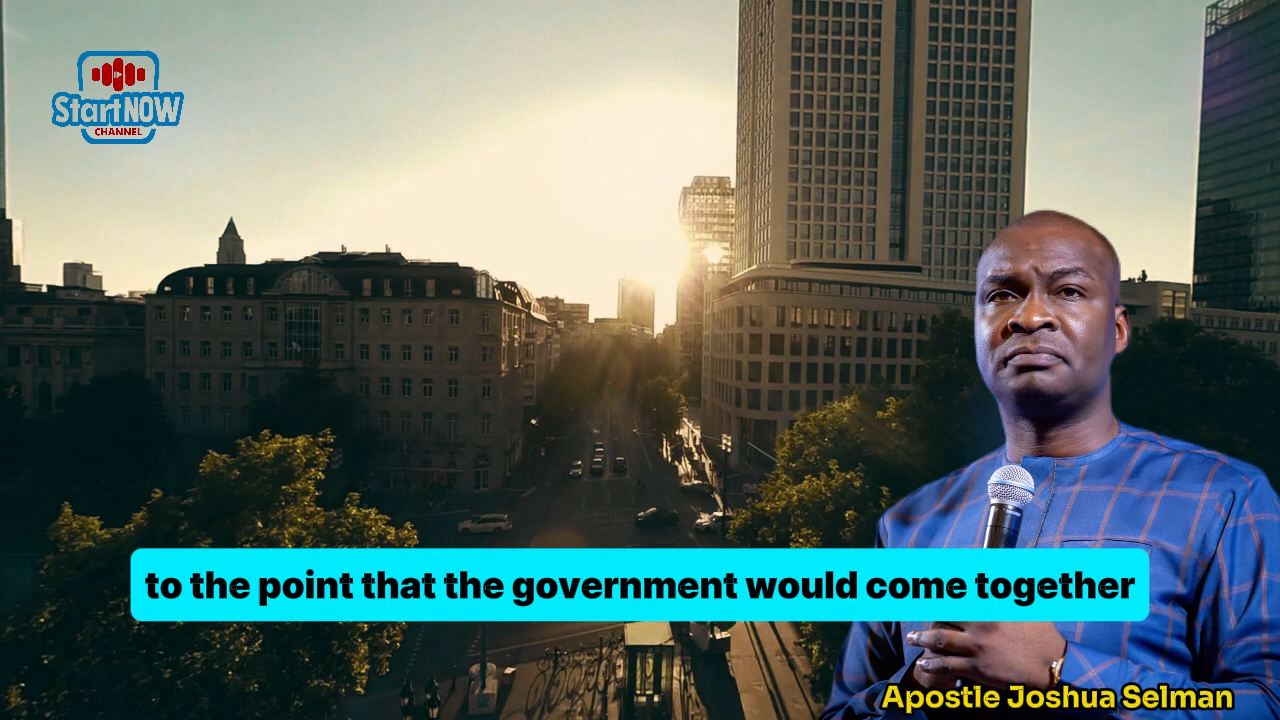 StartNOW
CHANNEL
to the point that the government would come together
Apostle Joshua Selman